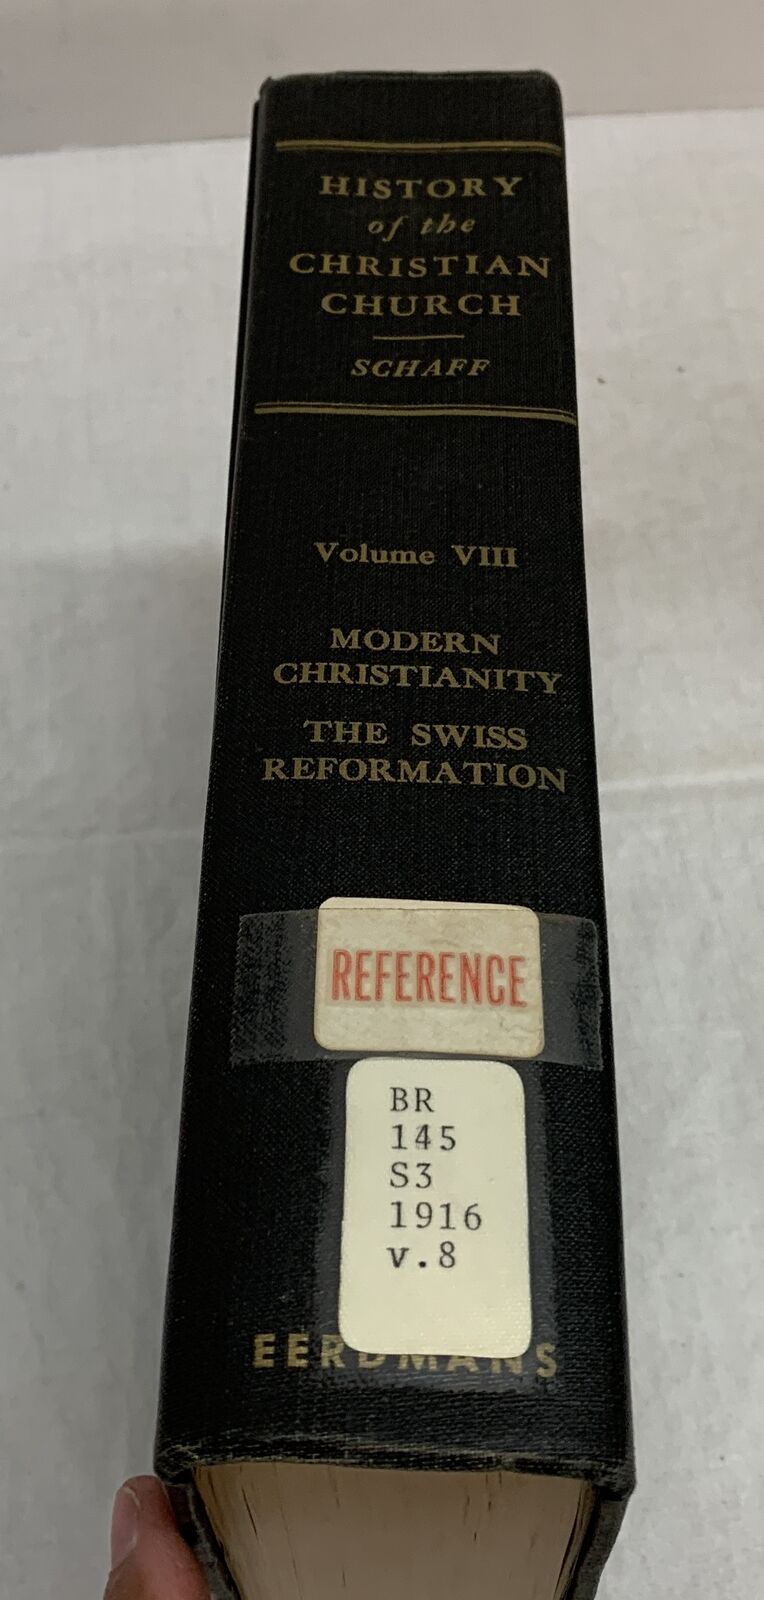 HISTORY
of the
CHRISTIAN
CHURCH
SCHAFF
Volume VIII
MODERN
CHRISTIANITY
THE SWISS
REFORMATION
REFERENCE
BR
145
S3
1916
v.8
EERDMANS